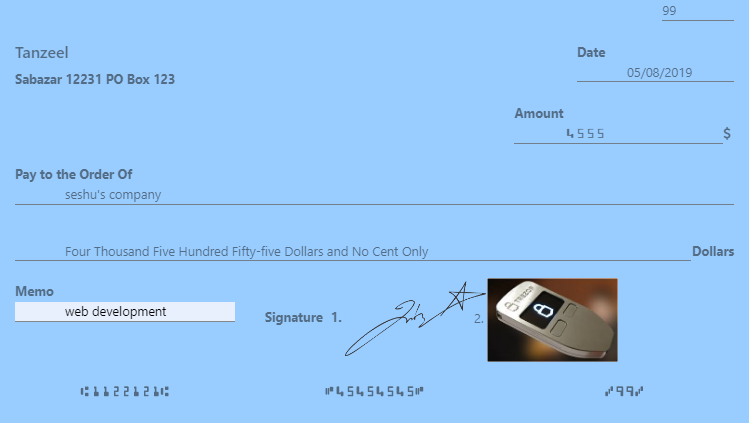 99
Tanzeel
Date
Sabazar 12231 PO Box 123
05/08/2019
Amount
4555 $
Pay to the Order Of
seshu's company
Four Thousand Five Hundred Fifty-five Dollars and No Cent Only Dollars
Memo
web development
Signature 1. 2.
⑆1122121⑆ ⑈45454545⑈ ⑇99⑇